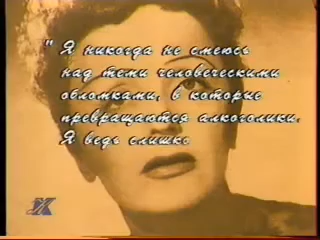 " Я никогда не смеюсь
над теми человеческими
обломками, в которые
превращаются алкоголики.
Я ведь слишко